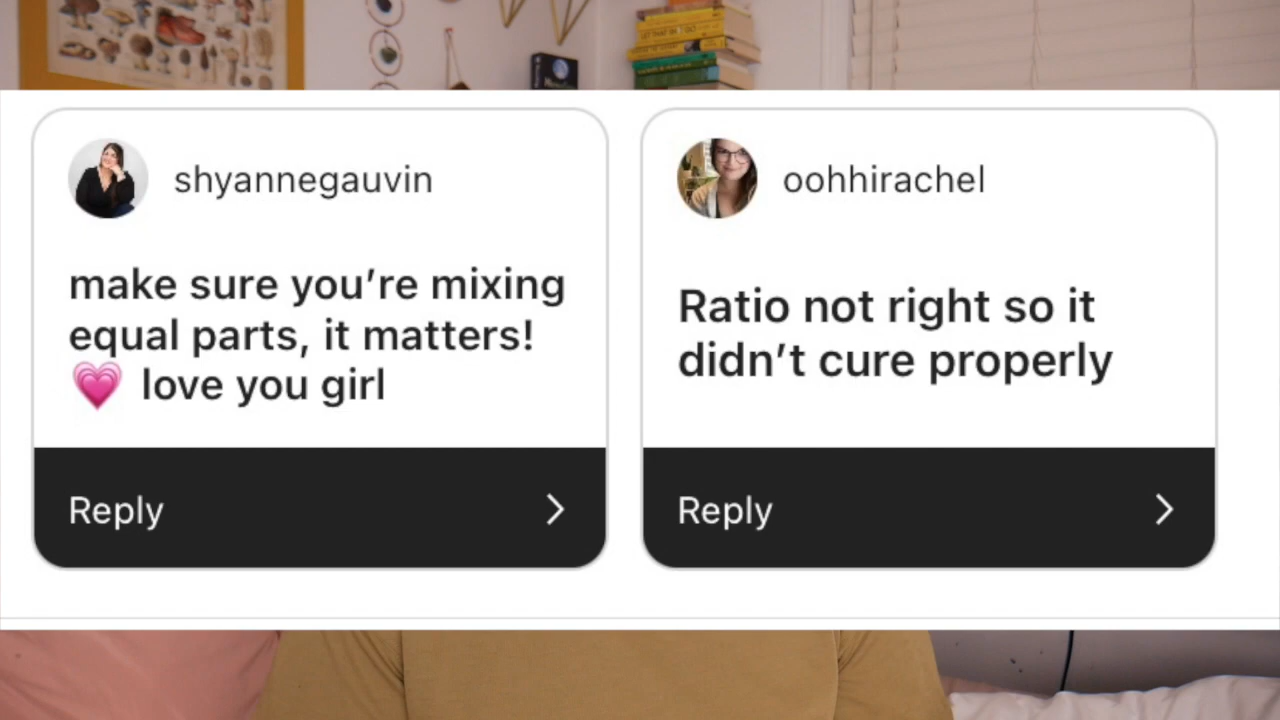 shyannegauvin
make sure you’re mixing
equal parts, it matters!
💗 love you girl
Reply
oohhirachel
Ratio not right so it
didn’t cure properly
Reply